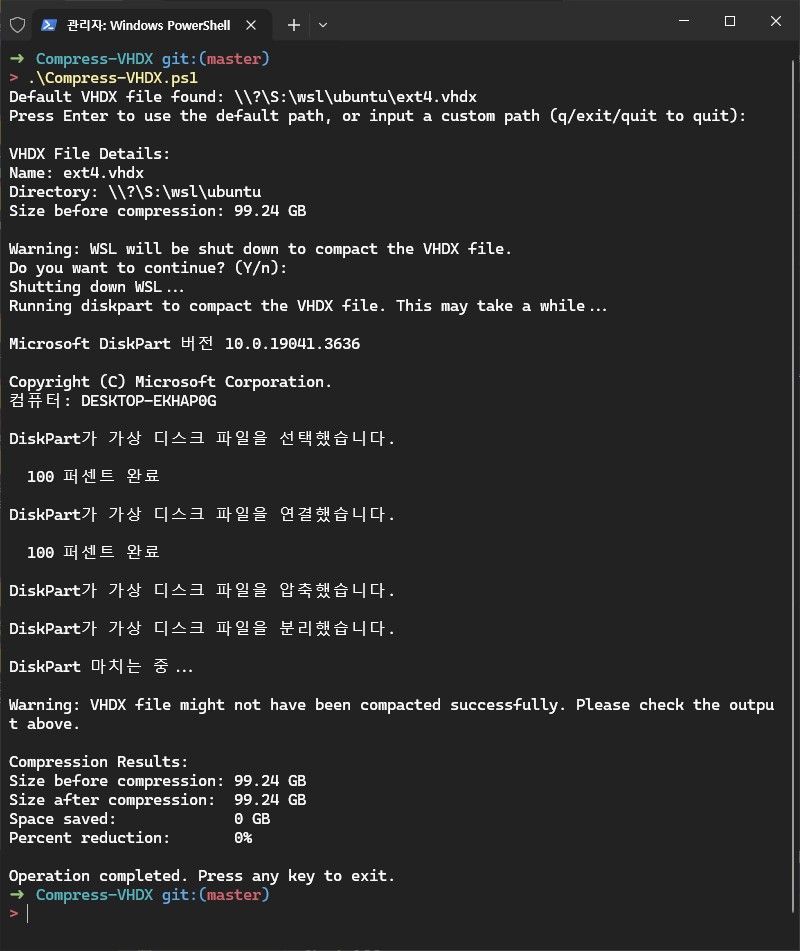 관리자: Windows PowerShell
→ Compress-VHDX git:(master)
> .\Compress-VHDX.ps1
Default VHDX file found: \\?\S:\wsl\ubuntu\ext4.vhdx
Press Enter to use the default path, or input a custom path (q/exit/quit to quit):
VHDX File Details:
Name: ext4.vhdx
Directory: \\?\S:\wsl\ubuntu
Size before compression: 99.24 GB
Warning: WSL will be shut down to compact the VHDX file.
Do you want to continue? (Y/n):
Shutting down WSL...
Running diskpart to compact the VHDX file. This may take a while...
Microsoft DiskPart 버전 10.0.19041.3636
Copyright (C) Microsoft Corporation.
컴퓨터: DESKTOP-EKHAP0G
DiskPart가 가상 디스크 파일을 선택했습니다.
100 퍼센트 완료
DiskPart가 가상 디스크 파일을 연결했습니다.
100 퍼센트 완료
DiskPart가 가상 디스크 파일을 압축했습니다.
DiskPart가 가상 디스크 파일을 분리했습니다.
DiskPart 마치는 중...
Warning: VHDX file might not have been compacted successfully. Please check the outpu
t above.
Compression Results:
Size before compression: 99.24 GB
Size after compression: 99.24 GB
Space saved: 0 GB
Percent reduction: 0%
Operation completed. Press any key to exit.
→ Compress-VHDX git:(master)
>